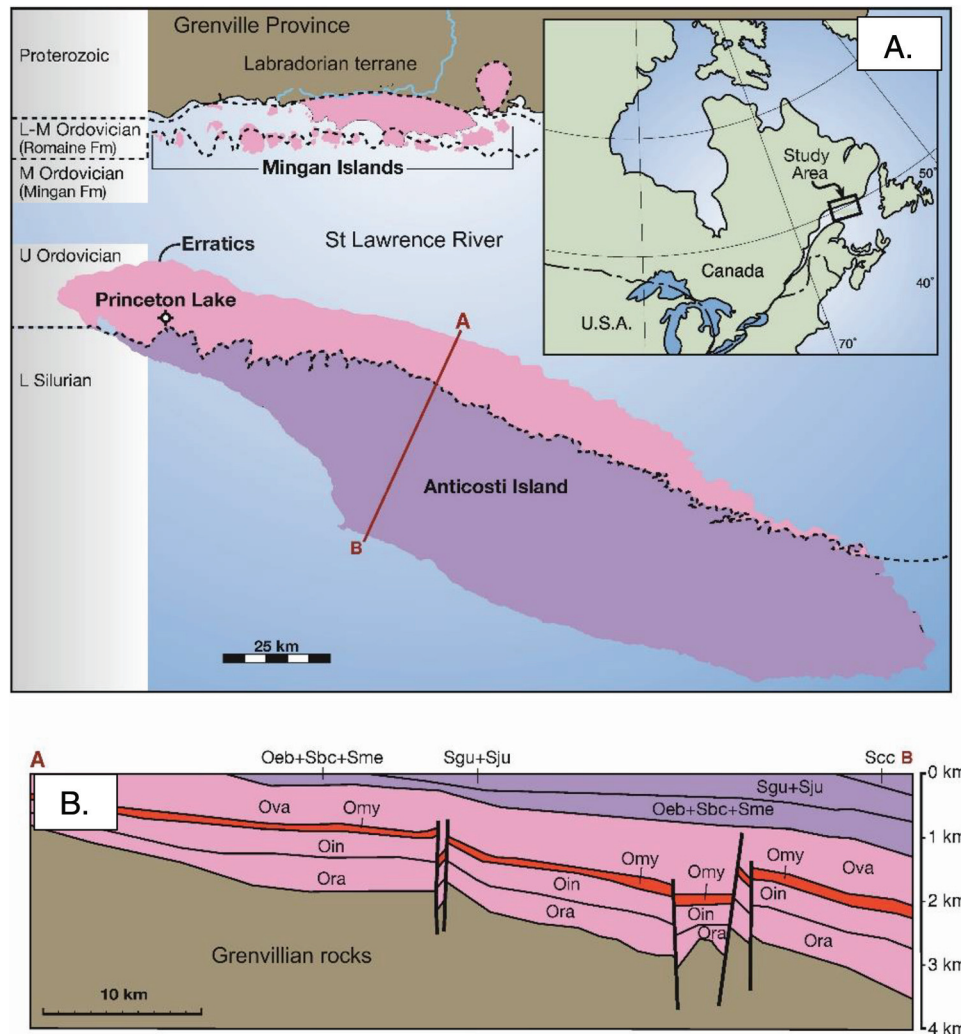 Grenville Province
A.
Proterozoic
Labradorian terrane
L-M Ordovician
(Romaine Fm)
Mingan Islands
M Ordovician
(Mingan Fm)
Study
Area
50°
St Lawrence River
U Ordovician
Erratics
Canada
40°
Princeton Lake
A
U.S.A.
70°
L Silurian
Anticosti Island
B
25 km
A
Oeb+Sbc+Sme
Sgu+Sju
Scc B
0 km
B.
Sgu+Sju
Ova
Omy
Oeb+Sbc+Sme
1 km
Oin
Omy
Omy
Omy
Ova
Ora
Oin
Oin
Oin
2 km
Ora
Ora
Ora
Grenvillian rocks
3 km
10 km
4 km